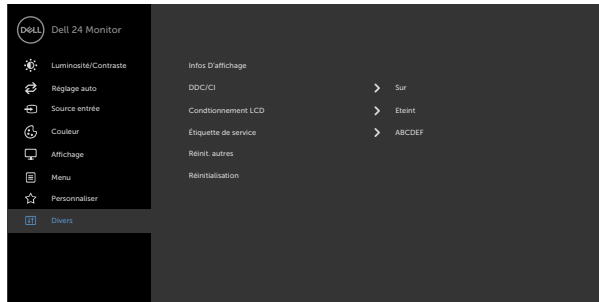 DELL
Dell 24 Monitor
Luminosité/Contraste
Réglage auto
Source entrée
Couleur
Affichage
Menu
Personnaliser
Divers
Infos D'affichage
DDC/CI > Sur
Condtionnement LCD > Eteint
Étiquette de service > ABCDEF
Réinit. autres
Réinitialisation